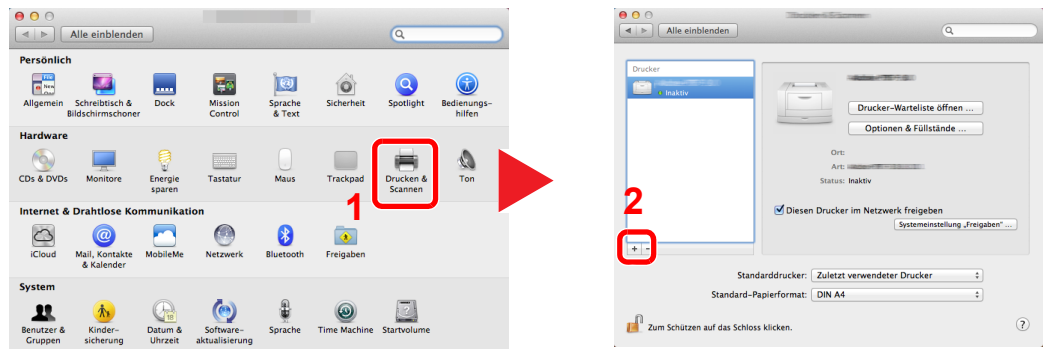 Alle einblenden
Persönlich
Allgemein
Schreibtisch &
Bildschirmschoner
Dock
Mission
Control
Sprache
& Text
Sicherheit
Spotlight
Bedienungs-
hilfen
Hardware
CDs & DVDs
Monitore
Energie
sparen
Tastatur
Maus
Trackpad
Drucken &
Scannen
Ton
1
Internet & Drahtlose Kommunikation
iCloud
Mail, Kontakte
& Kalender
MobileMe
Netzwerk
Bluetooth
Freigaben
System
Benutzer &
Gruppen
Kinder-
sicherung
Datum &
Uhrzeit
Software-
aktualisierung
Sprache
Time Machine
Startvolume
Alle einblenden
Drucker
Inaktiv
Drucker-Warteliste öffnen ...
Optionen & Füllstände ...
Ort:
Art:
Status: Inaktiv
2
Diesen Drucker im Netzwerk freigeben
Systemeinstellung „Freigaben" ...
+ −
Standarddrucker: Zuletzt verwendeter Drucker
Standard-Papierformat: DIN A4
Zum Schützen auf das Schloss klicken.
?